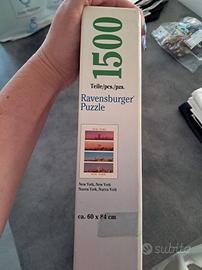 1500
Teile/pcs./pzs.
Ravensburger
Puzzle
New York, New York
Nueva York, Nueva York
ca. 60 x 84 cm
subito